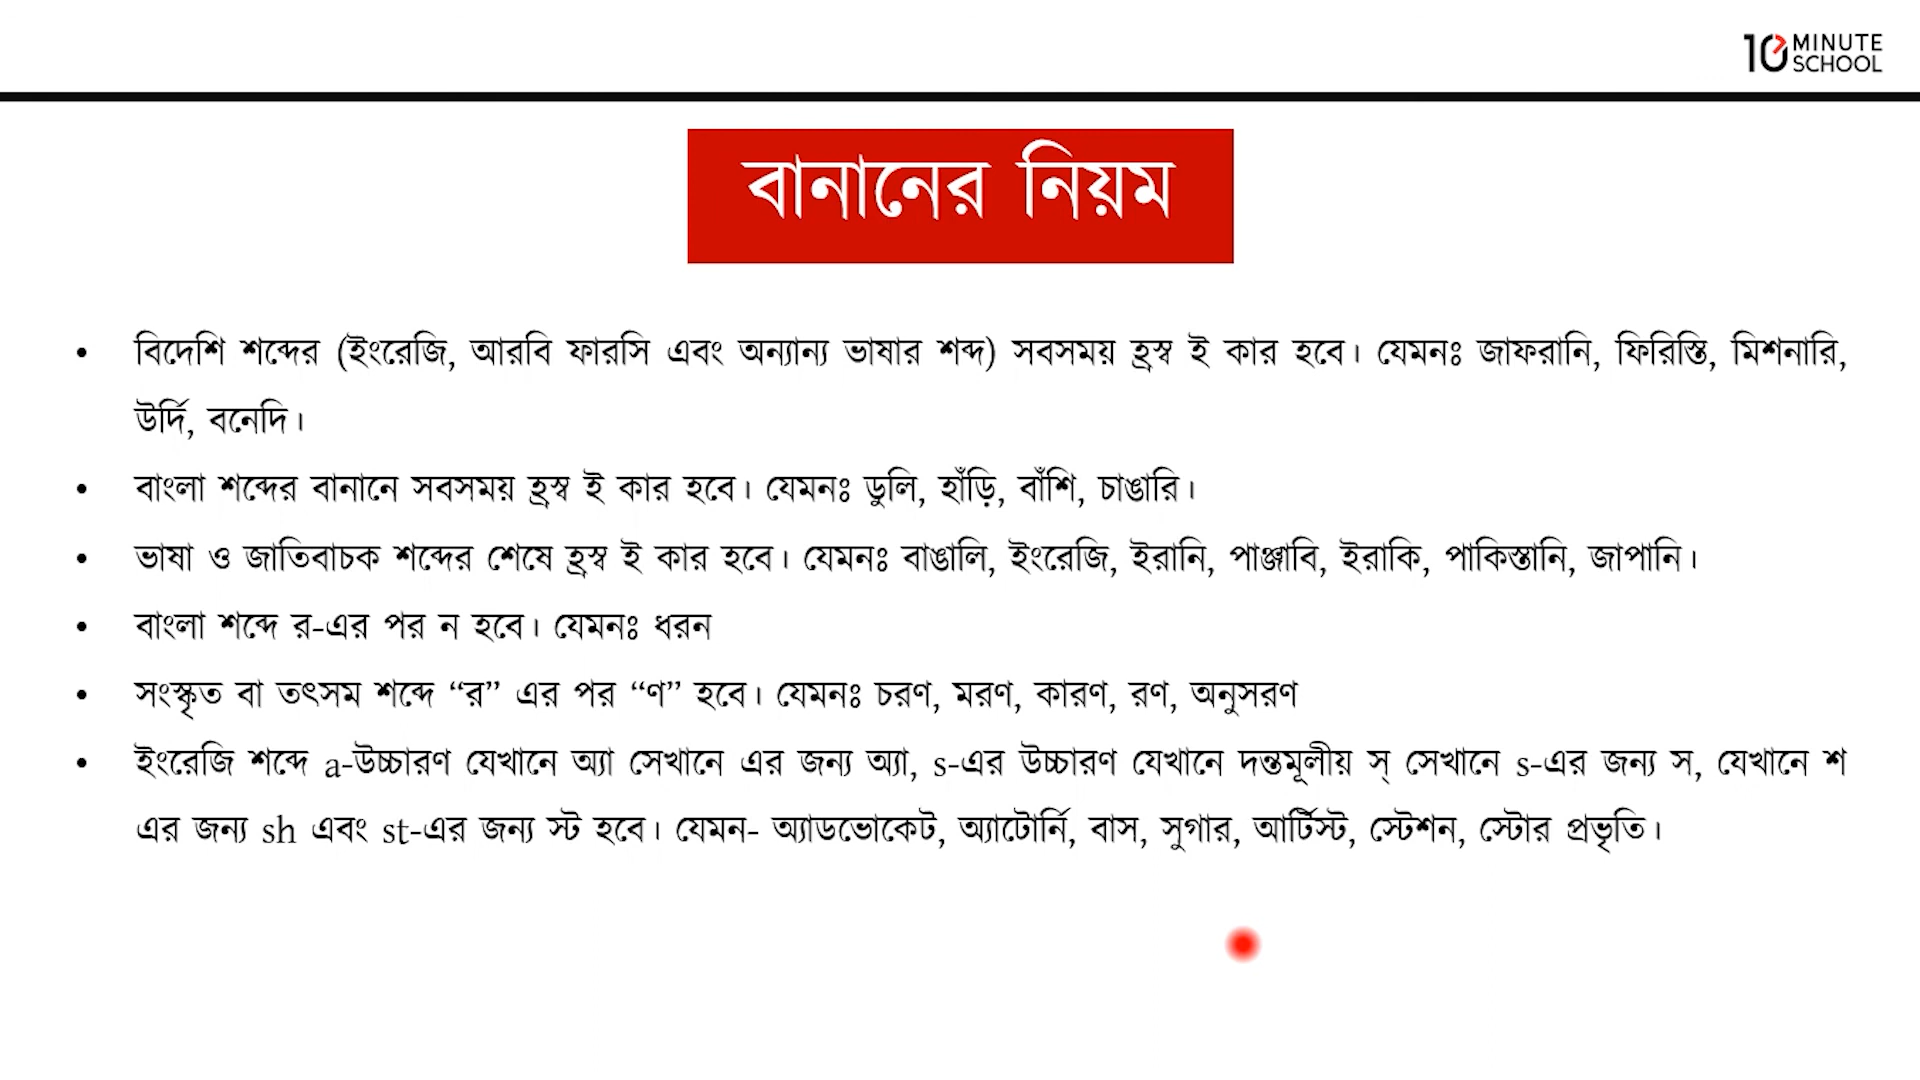 10 MINUTE
SCHOOL
বানানের নিয়ম
• বিদেশি শব্দের (ইংরেজি, আরবি ফারসি এবং অন্যান্য ভাষার শব্দ) সবসময় হ্রস্ব ই কার হবে। যেমনঃ জাফরানি, ফিরিস্তি, মিশনারি,
উর্দি, বনেদি।
• বাংলা শব্দের বানানে সবসময় হ্রস্ব ই কার হবে। যেমনঃ ডুলি, হাঁড়ি, বাঁশি, চাঙারি।
• ভাষা ও জাতিবাচক শব্দের শেষে হ্রস্ব ই কার হবে। যেমনঃ বাঙালি, ইংরেজি, ইরানি, পাঞ্জাবি, ইরাকি, পাকিস্তানি, জাপানি।
• বাংলা শব্দে র-এর পর ন হবে। যেমনঃ ধরন
• সংস্কৃত বা তৎসম শব্দে “র” এর পর “ণ” হবে। যেমনঃ চরণ, মরণ, কারণ, রণ, অনুসরণ
• ইংরেজি শব্দে a-উচ্চারণ যেখানে অ্যা সেখানে এর জন্য অ্যা, s-এর উচ্চারণ যেখানে দন্তমূলীয় স্ সেখানে s-এর জন্য স, যেখানে শ
এর জন্য sh এবং st-এর জন্য স্ট হবে। যেমন- অ্যাডভোকেট, অ্যাটোর্নি, বাস, সুগার, আর্টিস্ট, স্টেশন, স্টোর প্রভৃতি।